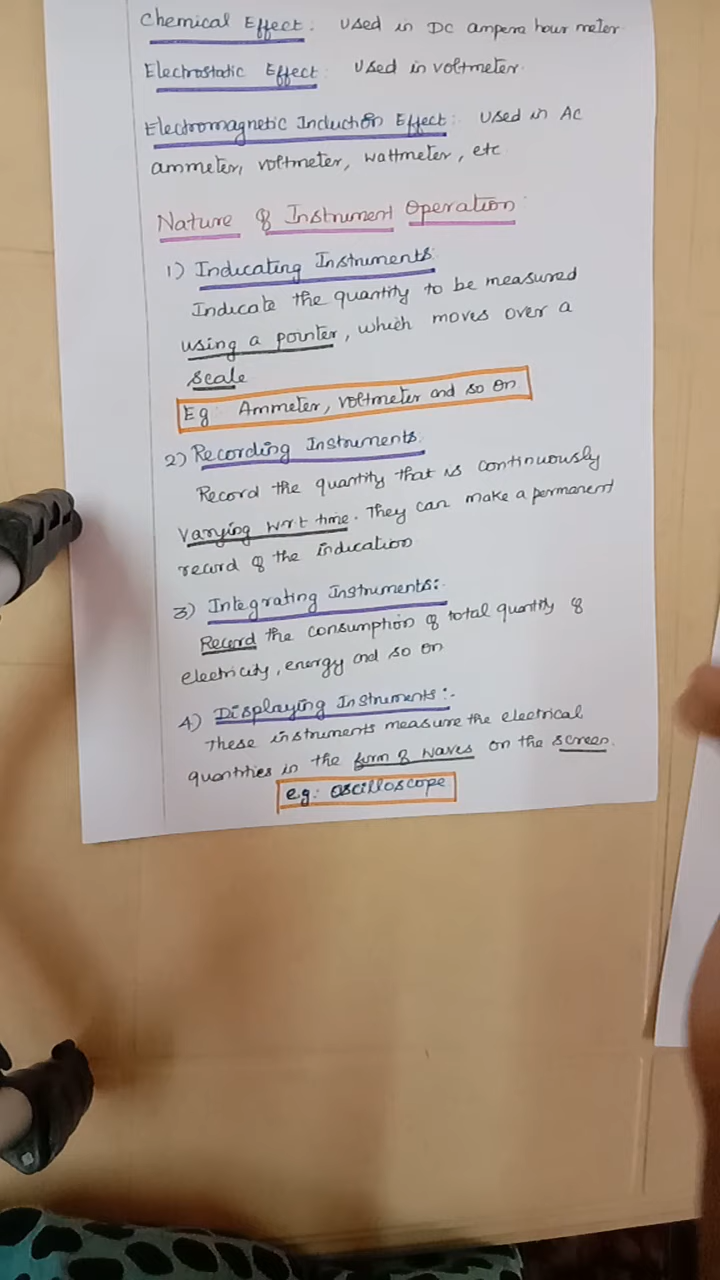 Chemical Effect: Used in DC ampere hour meter
Electrostatic Effect: Used in voltmeter
Electromagnetic Induction Effect: Used in AC
ammeter, voltmeter, wattmeter, etc
Nature of Instrument Operation
1) Indicating Instruments:
Indicate the quantity to be measured
using a pointer, which moves over a
scale
Eg: Ammeter, voltmeter and so on
2) Recording Instruments
Record the quantity that is continuously
varying w.r.t time. They can make a permanent
record of the indication
3) Integrating Instruments:
Record the consumption of total quantity of
electricity, energy and so on
4) Displaying Instruments:-
These instruments measure the electrical
quantities in the form of waves on the screen.
e.g: oscilloscope